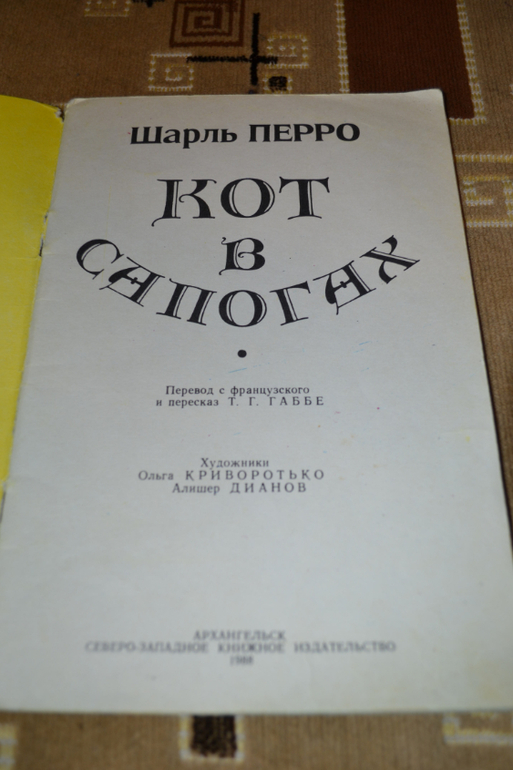 Шарль ПЕРРО
КОТ
В
САПОГАХ
Перевод с французского
и пересказ Т. Г. ГАББЕ
Художники
Ольга КРИВОРОТЬКО
Алишер ДИАНОВ
АРХАНГЕЛЬСК
СЕВЕРО-ЗАПАДНОЕ КНИЖНОЕ ИЗДАТЕЛЬСТВО
1988